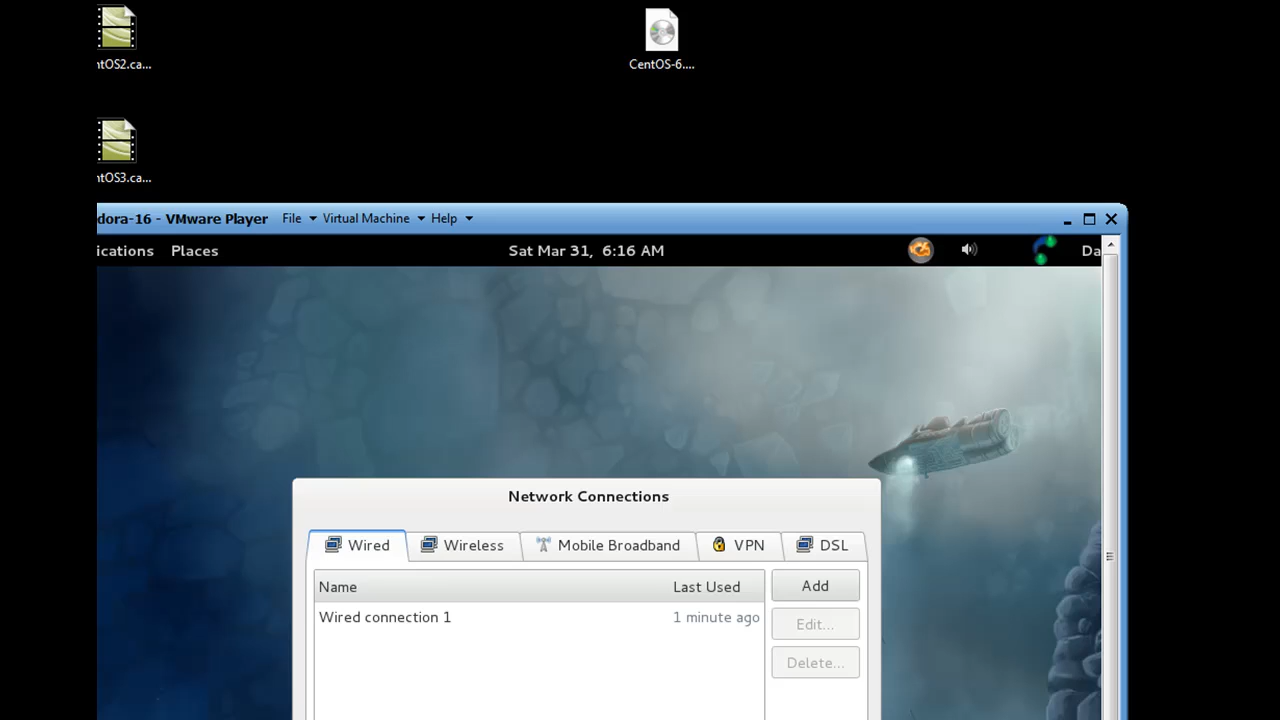 ntOS2.ca...
CentOS-6....
ntOS3.ca...
dora-16 - VMware Player File Virtual Machine Help
ications Places Sat Mar 31, 6:16 AM Da
Network Connections
Wired Wireless Mobile Broadband VPN DSL
Name Last Used Add
Wired connection 1 1 minute ago Edit...
Delete...